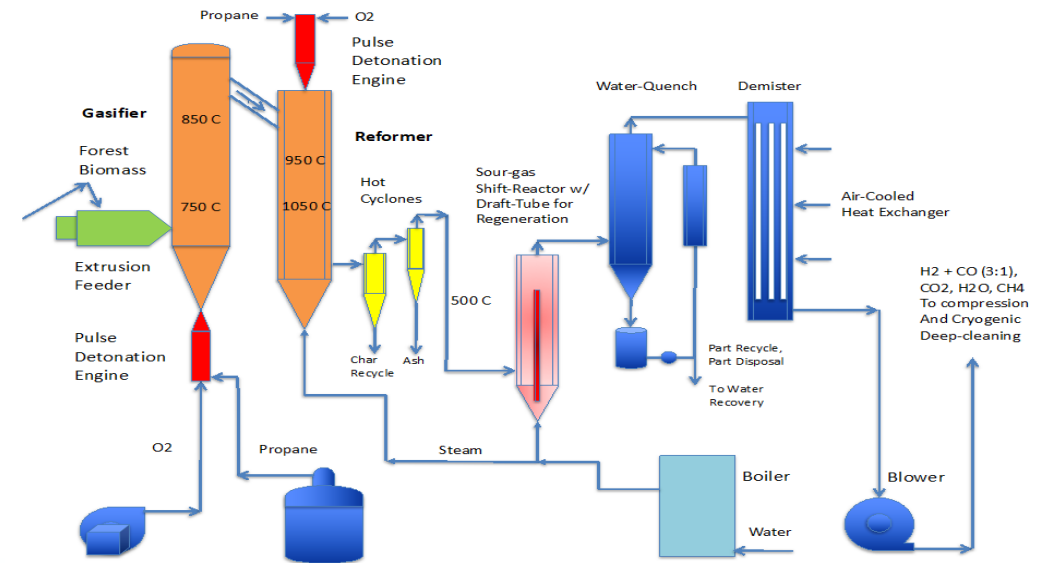 Propane
O2
Pulse
Detonation
Engine
Gasifier
850 C
Reformer
950 C
1050 C
750 C
Forest
Biomass
Extrusion
Feeder
Hot
Cyclones
Sour-gas
Shift-Reactor w/
Draft-Tube for
Regeneration
Water-Quench
Demister
Air-Cooled
Heat Exchanger
500 C
H2 + CO (3:1),
CO2, H2O, CH4
To compression
And Cryogenic
Deep-cleaning
Pulse
Detonation
Engine
Char
Recycle
Ash
Part Recycle,
Part Disposal
To Water
Recovery
O2
Propane
Steam
Boiler
Water
Blower